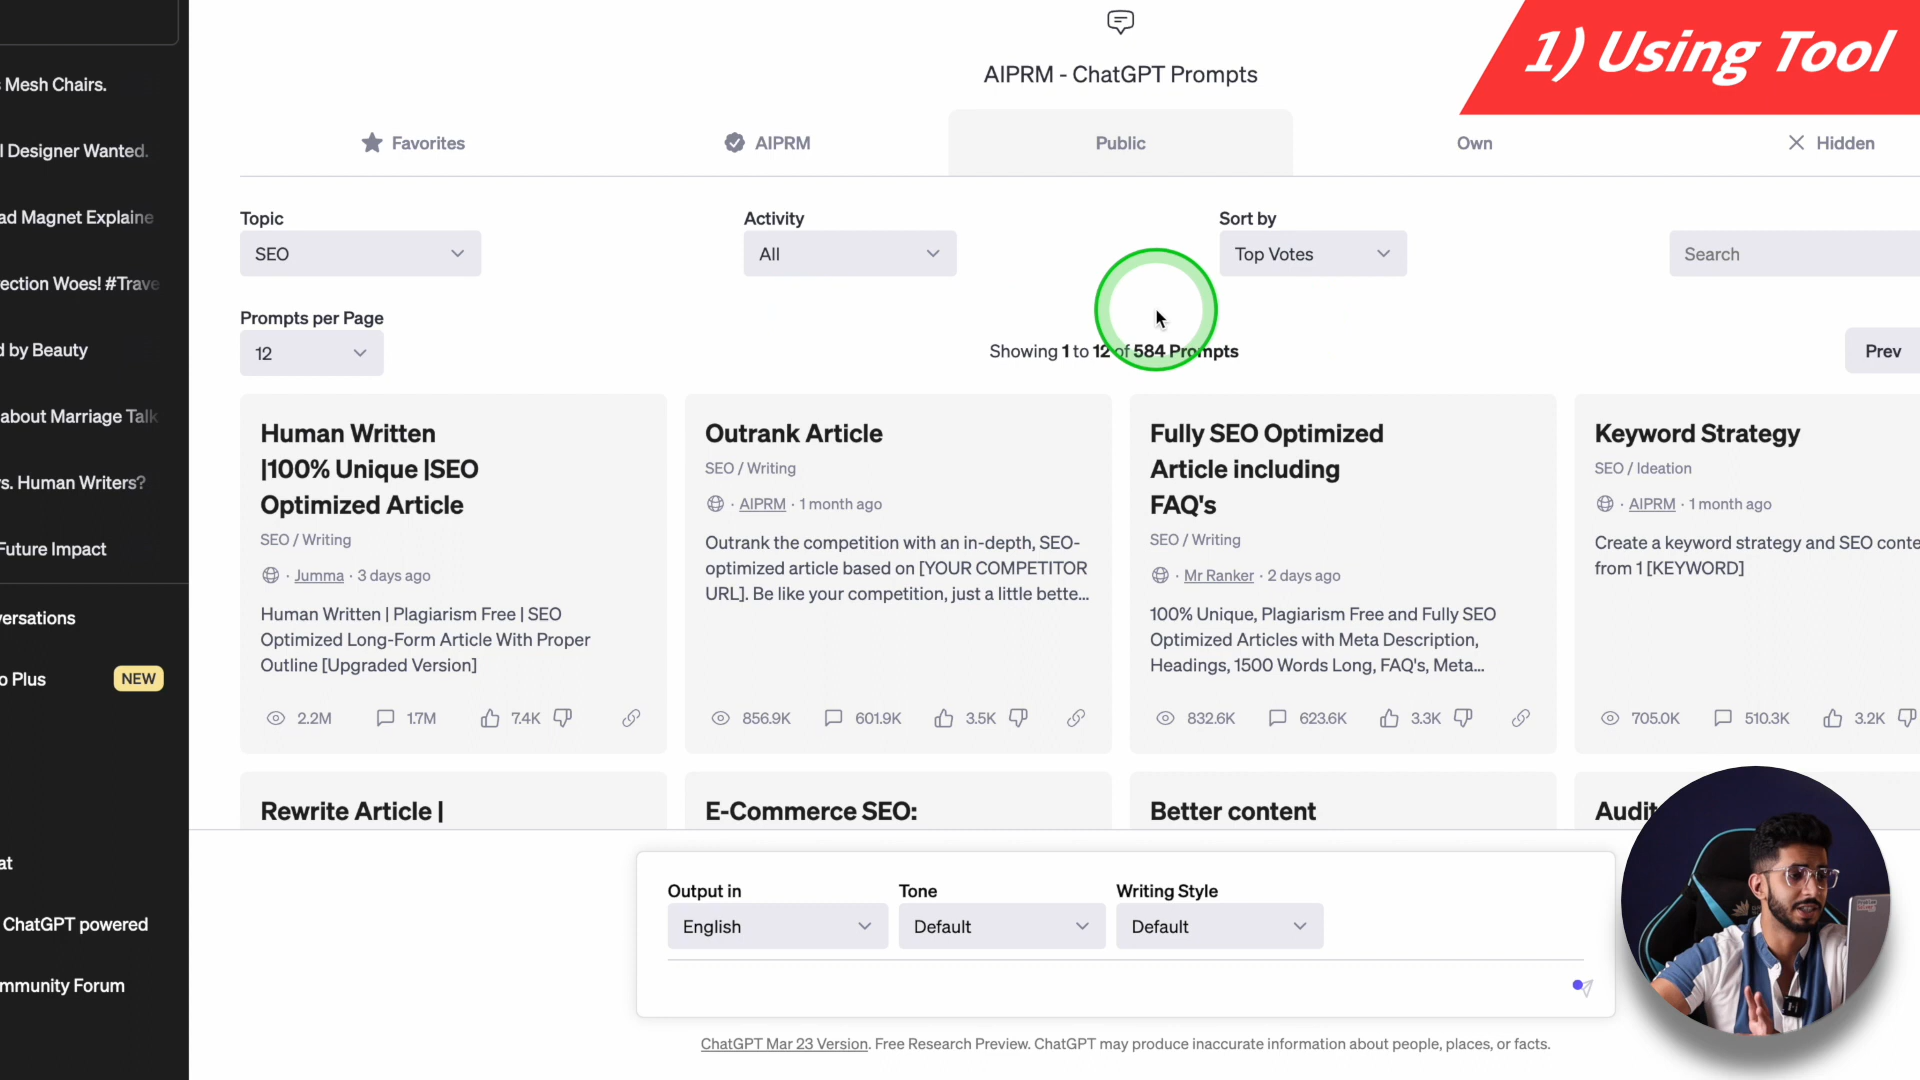 1) Using Tool
AIPRM - ChatGPT Prompts
Favorites
AIPRM
Public
Own
Hidden
Topic
SEO
Activity
All
Sort by
Top Votes
Search
Prompts per Page
12
Showing 1 to 12 of 584 Prompts
Prev
Mesh Chairs.
l Designer Wanted.
ad Magnet Explaine
ection Woes! #Trave
d by Beauty
about Marriage Talk
s. Human Writers?
Future Impact
versations
o Plus
NEW
at
ChatGPT powered
mmunity Forum
Human Written
|100% Unique |SEO
Optimized Article
SEO / Writing
· Jumma · 3 days ago
Human Written | Plagiarism Free | SEO
Optimized Long-Form Article With Proper
Outline [Upgraded Version]
2.2M 1.7M 7.4K
Outrank Article
SEO / Writing
· AIPRM · 1 month ago
Outrank the competition with an in-depth, SEO-
optimized article based on [YOUR COMPETITOR
URL]. Be like your competition, just a little bette...
856.9K 601.9K 3.5K
Fully SEO Optimized
Article including
FAQ's
SEO / Writing
· Mr Ranker · 2 days ago
100% Unique, Plagiarism Free and Fully SEO
Optimized Articles with Meta Description,
Headings, 1500 Words Long, FAQ's, Meta...
832.6K 623.6K 3.3K
Keyword Strategy
SEO / Ideation
· AIPRM · 1 month ago
Create a keyword strategy and SEO conte
from 1 [KEYWORD]
705.0K 510.3K 3.2K
Rewrite Article |
E-Commerce SEO:
Better content
Audit
Output in
English
Tone
Default
Writing Style
Default
ChatGPT Mar 23 Version. Free Research Preview. ChatGPT may produce inaccurate information about people, places, or facts.